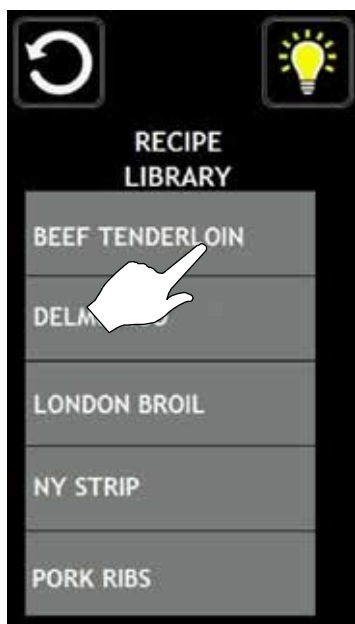 RECIPE
LIBRARY
BEEF TENDERLOIN
LONDON BROIL
NY STRIP
PORK RIBS